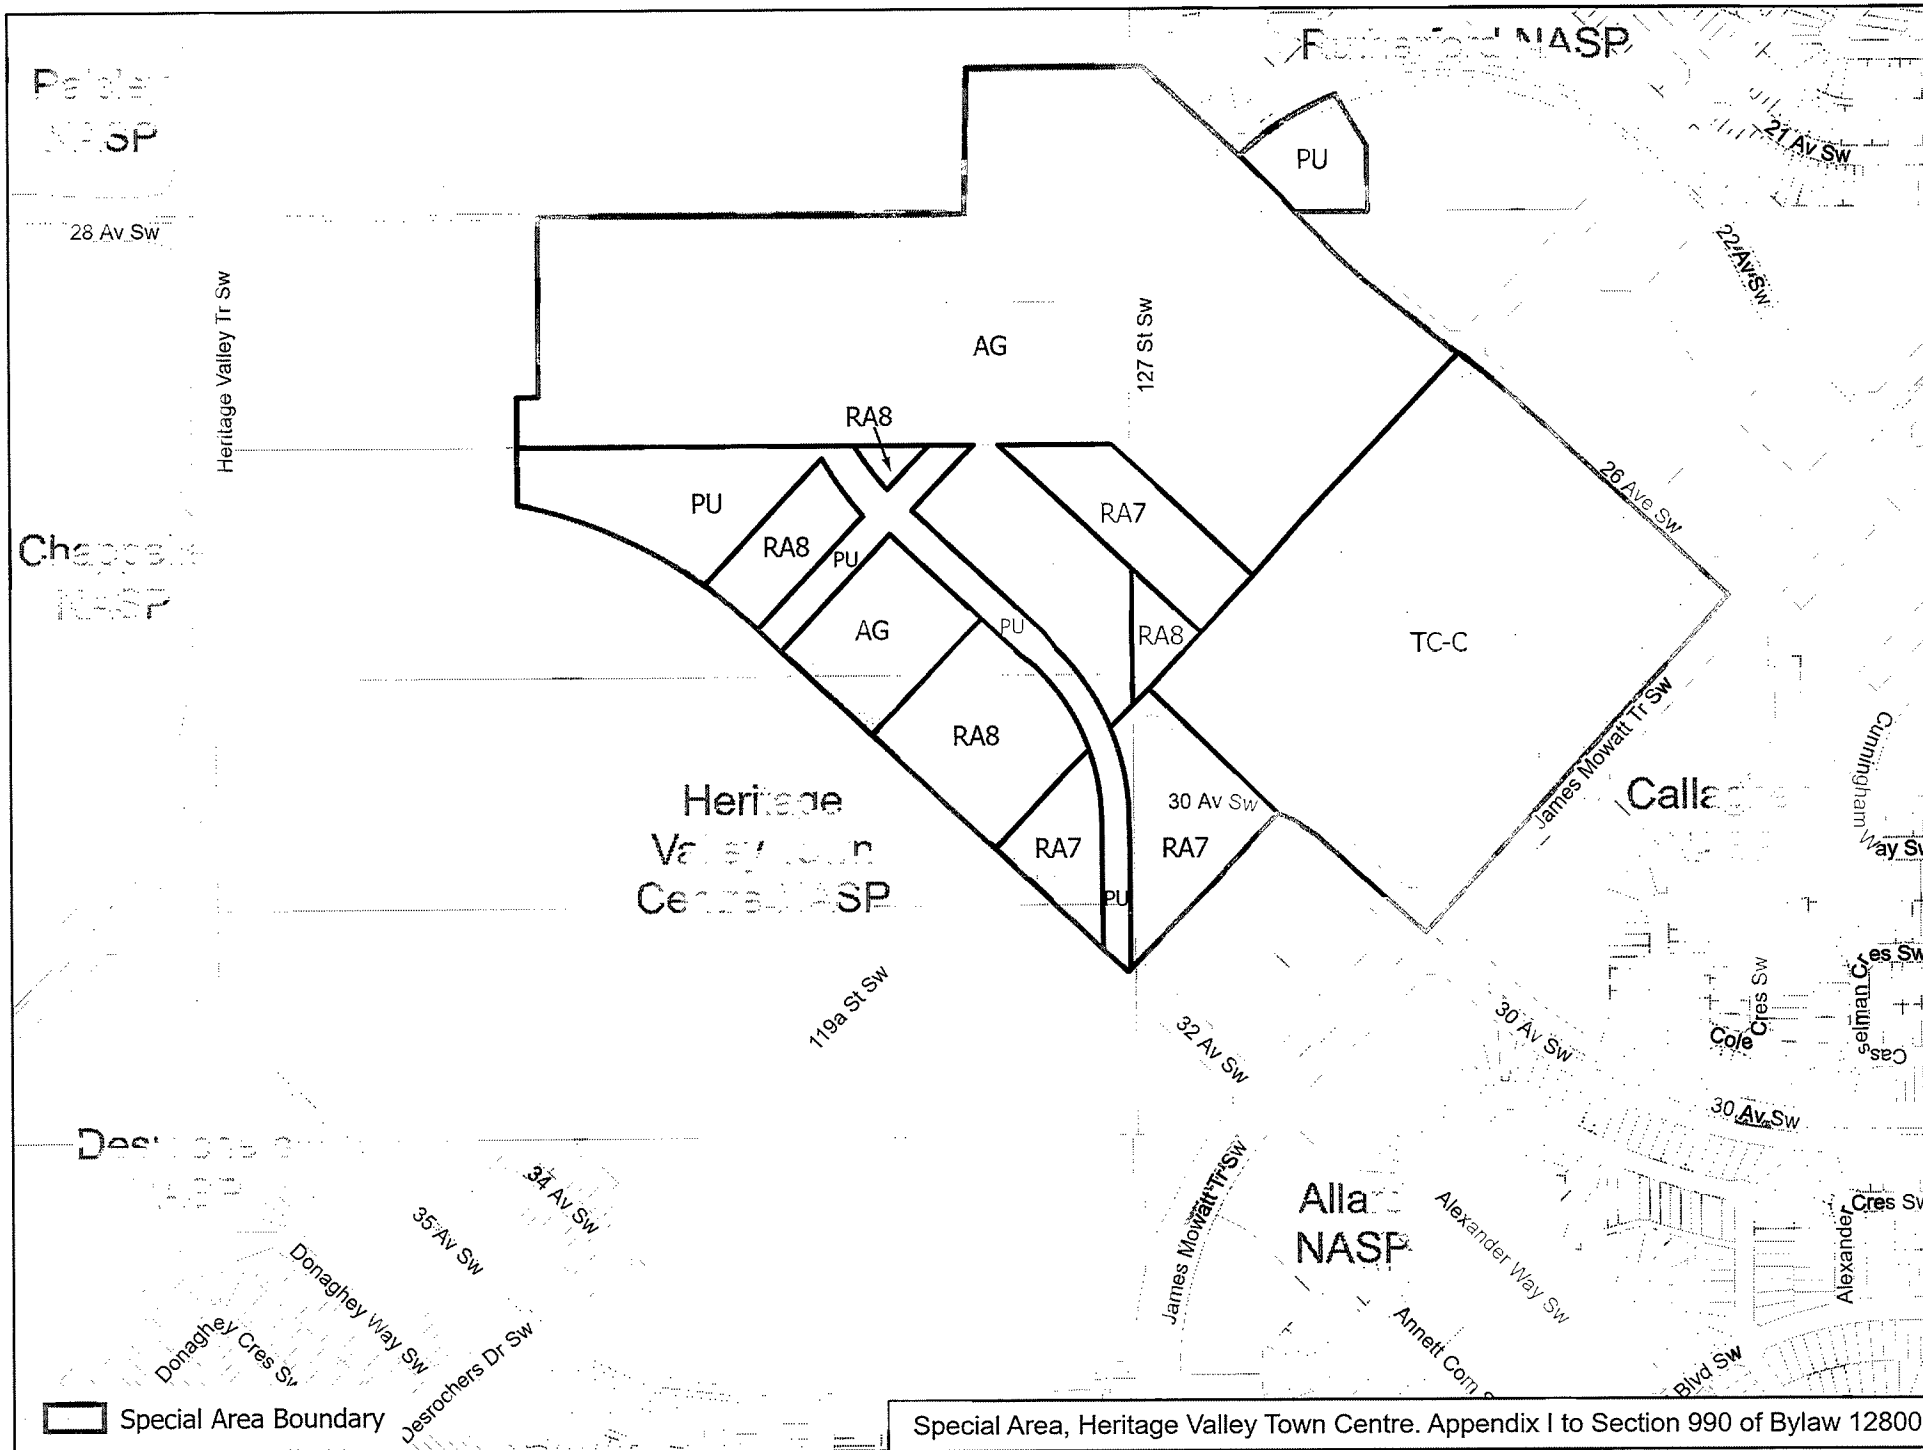 NASP
SP
PU
21 Av Sw
28 Av Sw
22 Av Sw
Heritage Valley Tr Sw
127 St Sw
AG
RA8
26 Ave Sw
PU
RA7
RA8
PU
NASP
AG
PU
RA8
TC-C
James Mowatt Tr Sw
RA8
Cunningham Way Sw
Heritage
30 Av Sw
RA7
RA7
PU
119a St Sw
Cres Sw
Cole
Cres Sw
30 Av Sw
32 Av Sw
30 Av Sw
34 Av Sw
35 Av Sw
James Mowatt Tr Sw
NASP
Alexander Way Sw
Alexander
Cres Sw
Donaghey Way Sw
Donaghey Cres Sw
Desrochers Dr Sw
Annett Com
Blvd Sw
Special Area Boundary
Special Area, Heritage Valley Town Centre. Appendix I to Section 990 of Bylaw 12800